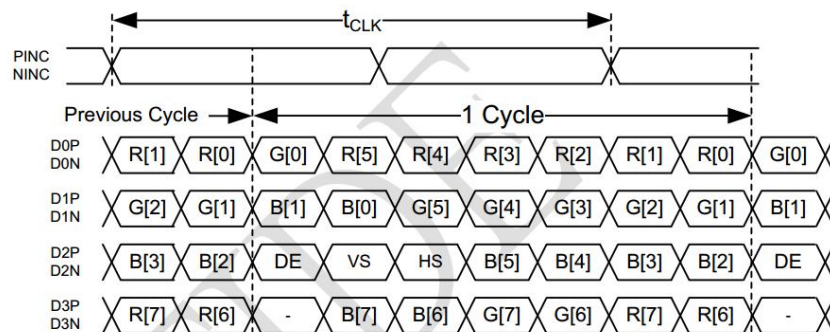 tCLK
PINC
NINC
Previous Cycle
1 Cycle
D0P
D0N
R[1] R[0] G[0] R[5] R[4] R[3] R[2] R[1] R[0] G[0]
D1P
D1N
G[2] G[1] B[1] B[0] G[5] G[4] G[3] G[2] G[1] B[1]
D2P
D2N
B[3] B[2] DE VS HS B[5] B[4] B[3] B[2] DE
D3P
D3N
R[7] R[6] - B[7] B[6] G[7] G[6] R[7] R[6] -